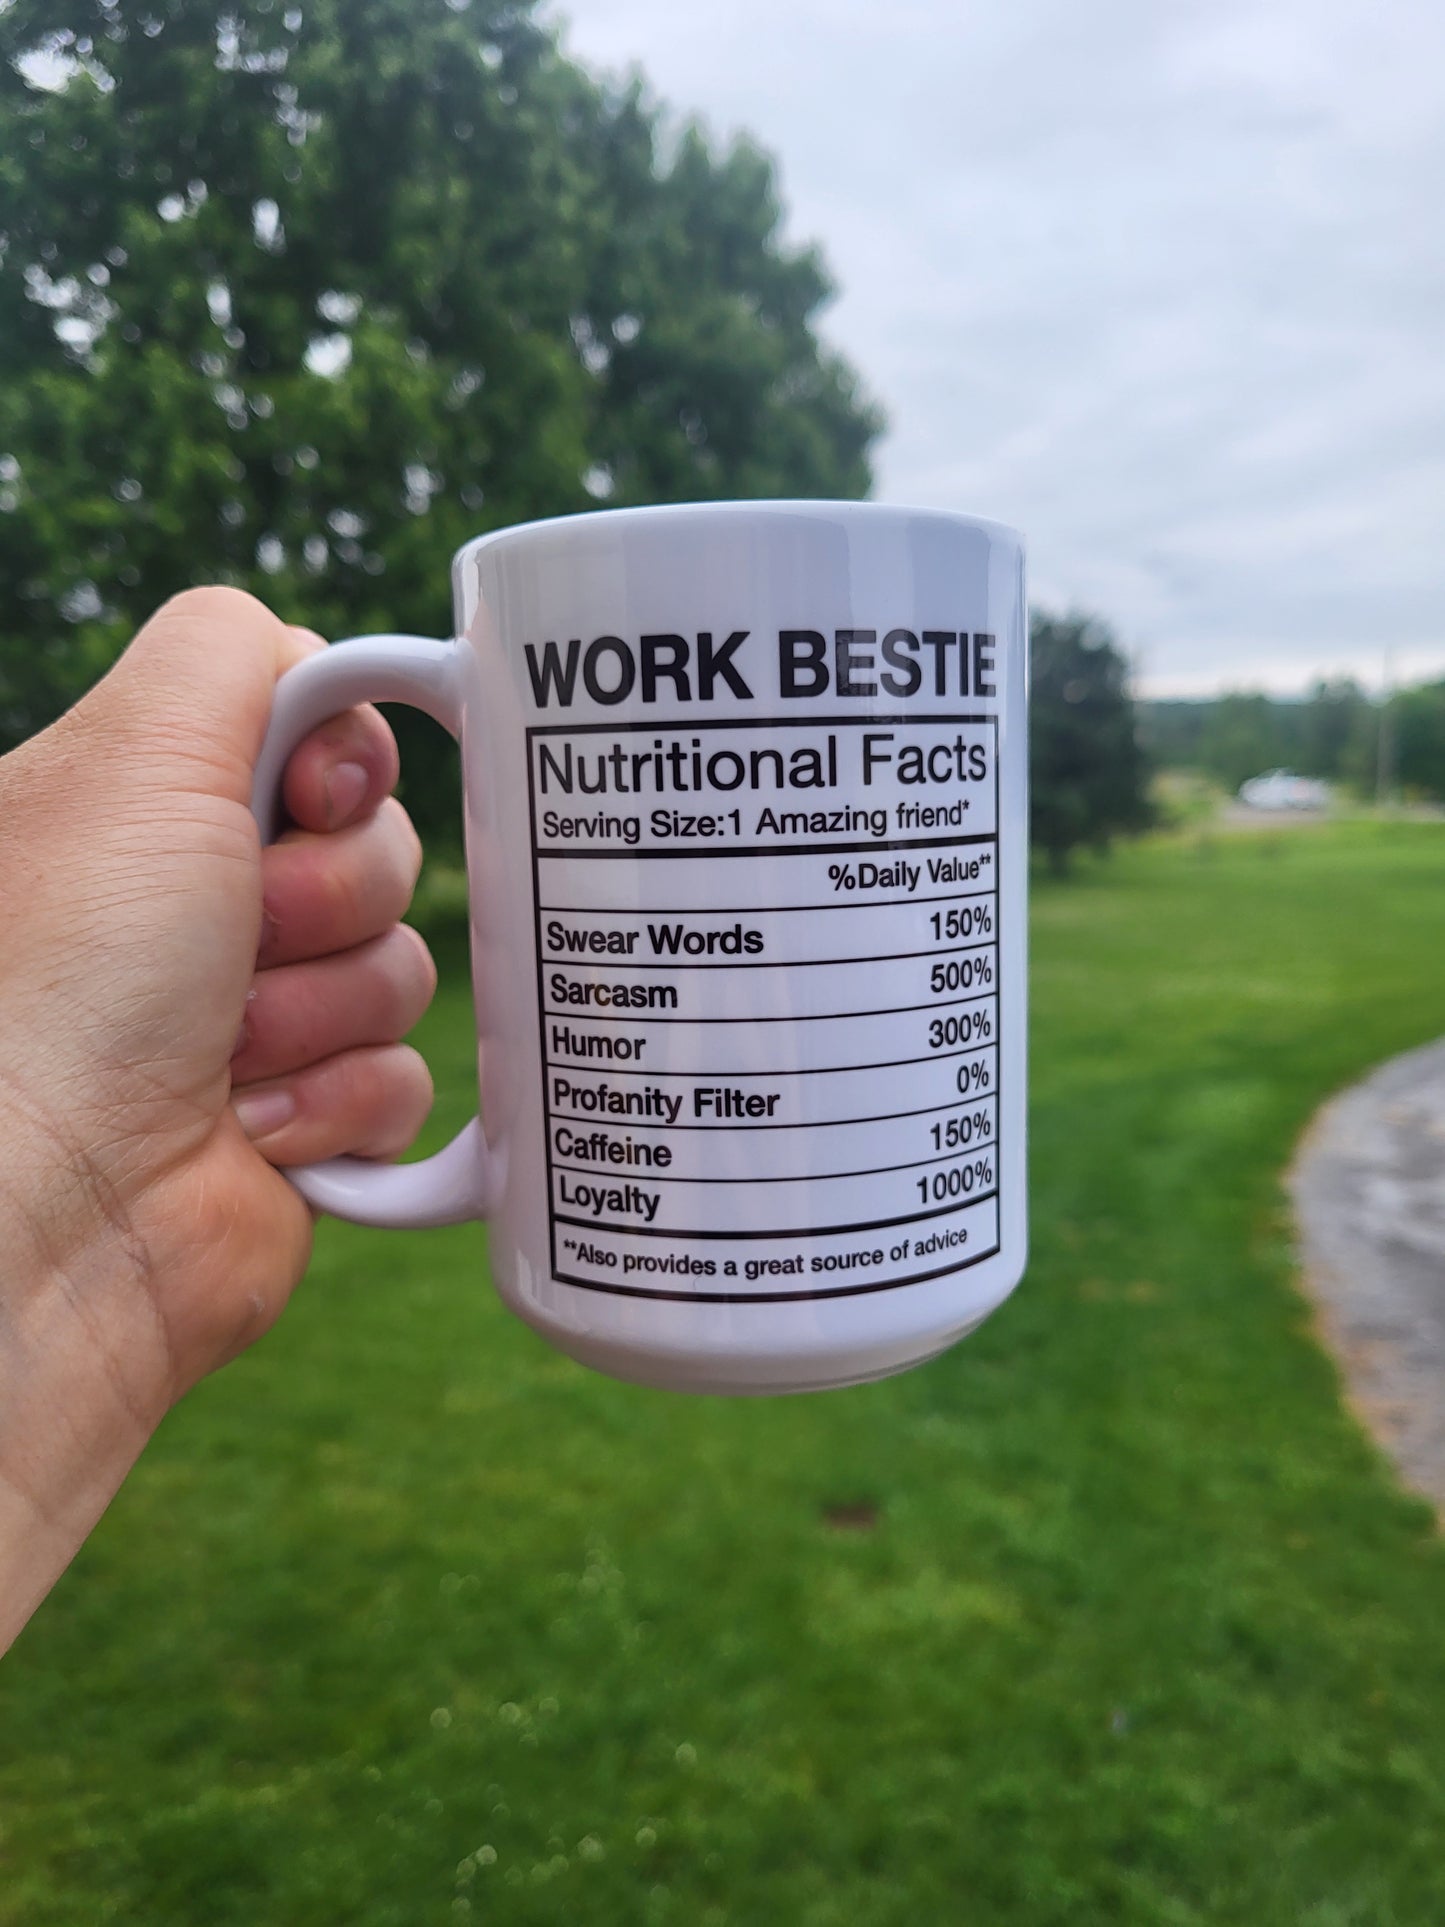 WORK BESTIE
Nutritional Facts
Serving Size:1 Amazing friend*
%Daily Value**
Swear Words 150%
Sarcasm 500%
Humor 300%
Profanity Filter 0%
Caffeine 150%
Loyalty 1000%
**Also provides a great source of advice